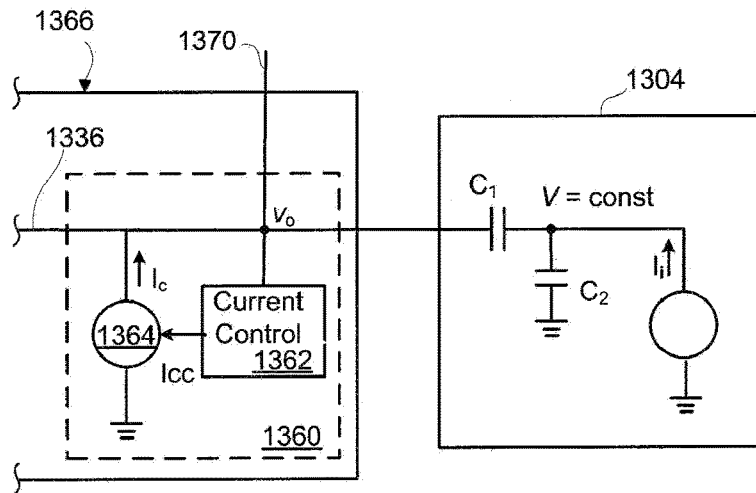 1370
1366
1304
1336
C1
V = const
vo
Ic
Current
Control
1362
1364
Icc
C2
Ii
1360